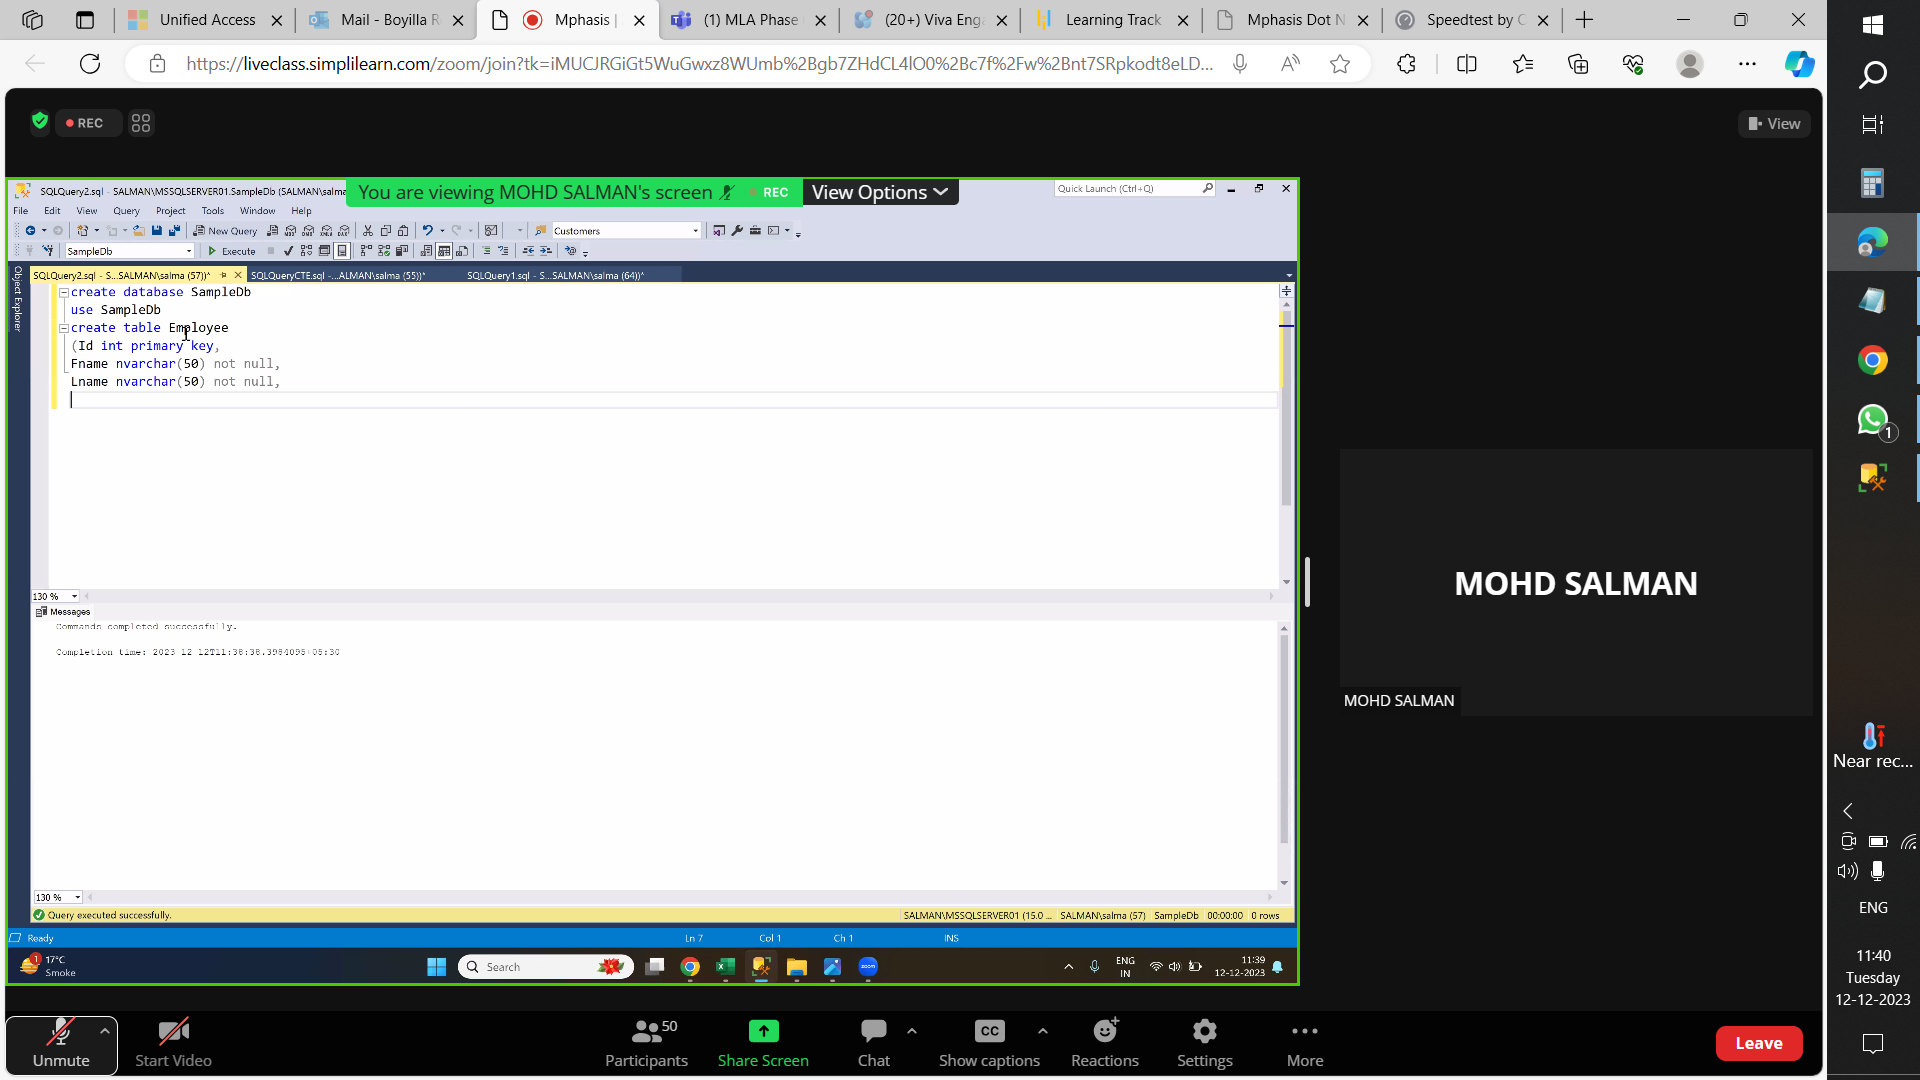 Unified Access
Mail - Boyilla R
Mphasis |
(1) MLA Phase
(20+) Viva Eng
Learning Track
Mphasis Dot N
Speedtest by
https://liveclass.simplilearn.com/zoom/join?tk=iMUCJRGiGt5WuGwxz8WUmb%2Bgb7ZHdCL4lO0%2Bc7f%2Fw%2Bnt7SRpkodt8eLD...
REC
View
SQLQuery2.sql - SALMAN\MSSQLSERVER01.SampleDb (SALMAN\salma
You are viewing MOHD SALMAN's screen
REC
View Options
Quick Launch (Ctrl+Q)
File Edit View Query Project Tools Window Help
New Query
Customers
SampleDb
Execute
SQLQuery2.sql - S...SALMAN\salma (57))*
SQLQueryCTE.sql -...ALMAN\salma (55))*
SQLQuery1.sql - S...SALMAN\salma (64))*
Object Explorer
create database SampleDb
use SampleDb
create table Employee
(Id int primary key,
Fname nvarchar(50) not null,
Lname nvarchar(50) not null,
130 %
Messages
Commands completed successfully.
Completion time: 2023-12-12T11:38:38.3984095+05:30
130 %
Query executed successfully.
SALMAN\MSSQLSERVER01 (15.0 ...
SALMAN\salma (57)
SampleDb
00:00:00
0 rows
Ready
Ln 7
Col 1
Ch 1
INS
1
17°C
Smoke
Search
zoom
ENG
IN
11:39
12-12-2023
MOHD SALMAN
MOHD SALMAN
1
Near rec...
ENG
11:40
Tuesday
12-12-2023
Unmute
Start Video
50
Participants
Share Screen
Chat
CC
Show captions
Reactions
Settings
More
Leave